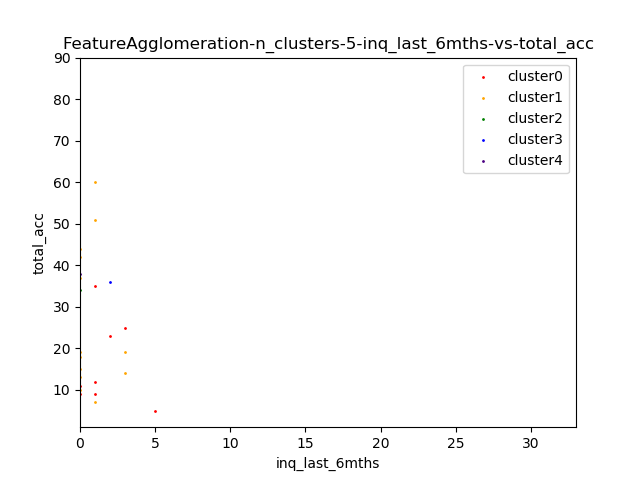 FeatureAgglomeration-n_clusters-5-inq_last_6mths-vs-total_acc
90
80
70
60
50
40
30
20
10
total_acc
cluster0
cluster1
cluster2
cluster3
cluster4
0 5 10 15 20 25 30
inq_last_6mths